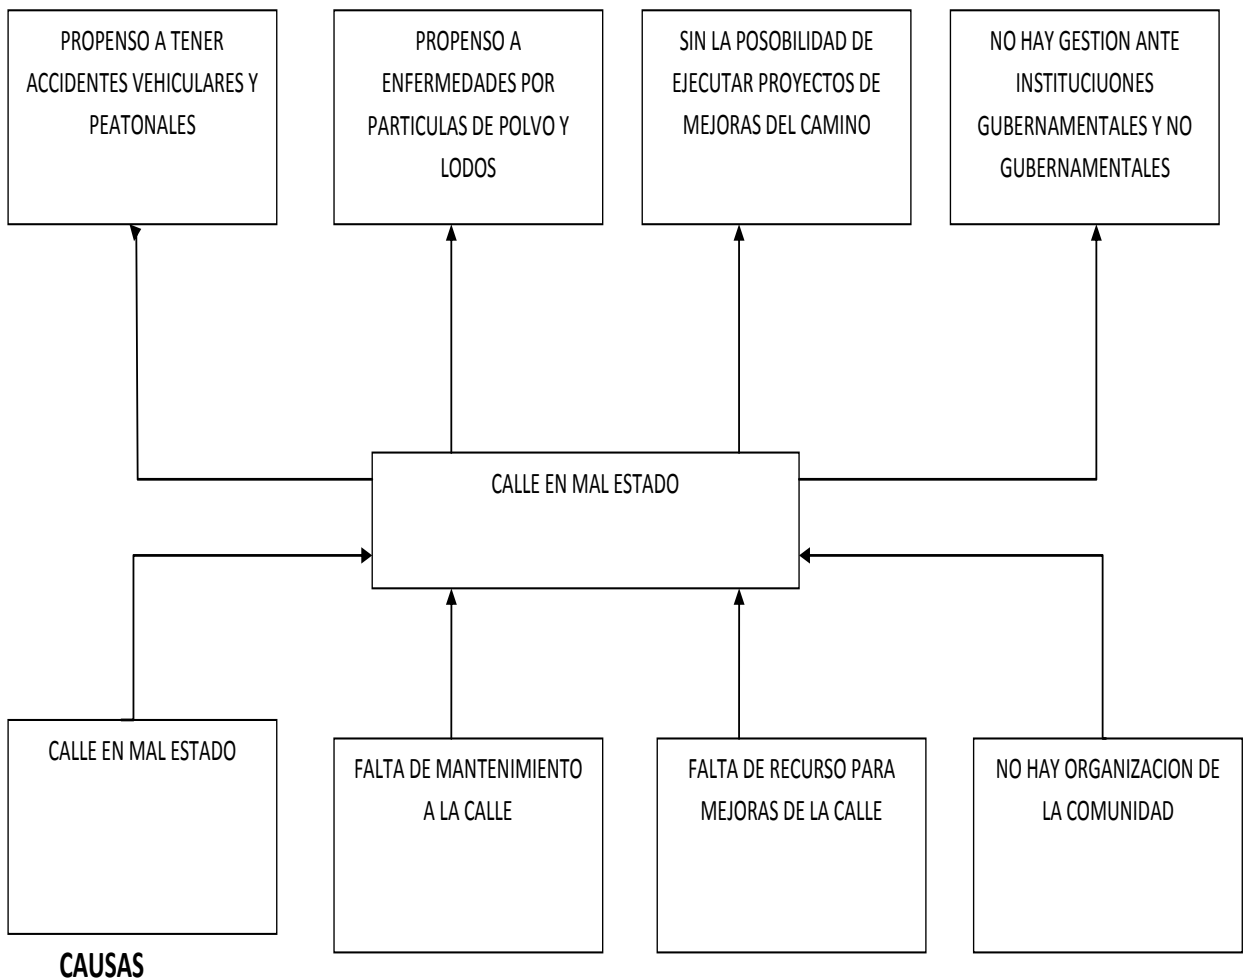 PROPENSO A TENER
ACCIDENTES VEHICULARES Y
PEATONALES
PROPENSO A
ENFERMEDADES POR
PARTICULAS DE POLVO Y
LODOS
SIN LA POSOBILIDAD DE
EJECUTAR PROYECTOS DE
MEJORAS DEL CAMINO
NO HAY GESTION ANTE
INSTITUCIUONES
GUBERNAMENTALES Y NO
GUBERNAMENTALES
CALLE EN MAL ESTADO
CALLE EN MAL ESTADO
FALTA DE MANTENIMIENTO
A LA CALLE
FALTA DE RECURSO PARA
MEJORAS DE LA CALLE
NO HAY ORGANIZACION DE
LA COMUNIDAD
CAUSAS